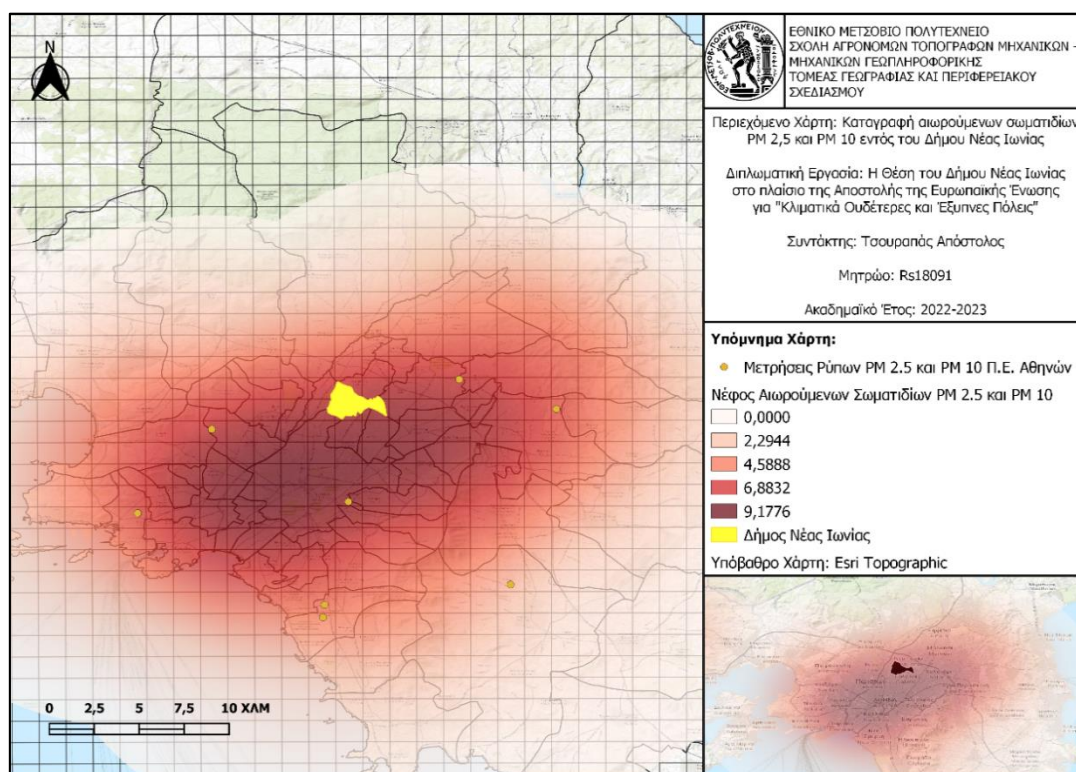 ΕΘΝΙΚΟ ΜΕΤΣΟΒΙΟ ΠΟΛΥΤΕΧΝΕΙΟ
ΣΧΟΛΗ ΑΓΡΟΝΟΜΩΝ ΤΟΠΟΓΡΑΦΩΝ ΜΗΧΑΝΙΚΩΝ -
ΜΗΧΑΝΙΚΩΝ ΓΕΩΠΛΗΡΟΦΟΡΙΚΗΣ
ΤΟΜΕΑΣ ΓΕΩΓΡΑΦΙΑΣ ΚΑΙ ΠΕΡΙΦΕΡΕΙΑΚΟΥ
ΣΧΕΔΙΑΣΜΟΥ
Περιεχόμενο Χάρτη: Καταγραφή αιωρούμενων σωματιδίων
PM 2,5 και PM 10 εντός του Δήμου Νέας Ιωνίας
Διπλωματική Εργασία: Η Θέση του Δήμου Νέας Ιωνίας
στο πλαίσιο της Αποστολής της Ευρωπαϊκής Ένωσης
για "Κλιματικά Ουδέτερες και Έξυπνες Πόλεις"
Συντάκτης: Τσουραπάς Απόστολος
Μητρώο: Rs18091
Ακαδημαϊκό Έτος: 2022-2023
Υπόμνημα Χάρτη:
Μετρήσεις Ρύπων PM 2.5 και PM 10 Π.Ε. Αθηνών
Νέφος Αιωρούμενων Σωματιδίων PM 2.5 και PM 10
0,0000
2,2944
4,5888
6,8832
9,1776
Δήμος Νέας Ιωνίας
Υπόβαθρο Χάρτη: Esri Topographic
N
0 2,5 5 7,5 10 ΧΛΜ